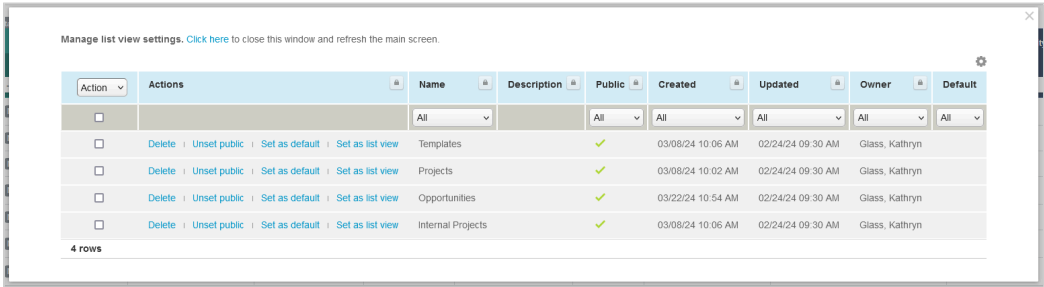 Manage list view settings. Click here to close this window and refresh the main screen.
Action Actions Name Description Public Created Updated Owner Default
All All All All All All
Delete Unset public Set as default Set as list view Templates 03/08/24 10:06 AM 02/24/24 09:30 AM Glass, Kathryn
Delete Unset public Set as default Set as list view Projects 03/08/24 10:02 AM 02/24/24 09:30 AM Glass, Kathryn
Delete Unset public Set as default Set as list view Opportunities 03/22/24 10:54 AM 02/24/24 09:30 AM Glass, Kathryn
Delete Unset public Set as default Set as list view Internal Projects 03/08/24 10:06 AM 02/24/24 09:30 AM Glass, Kathryn
4 rows